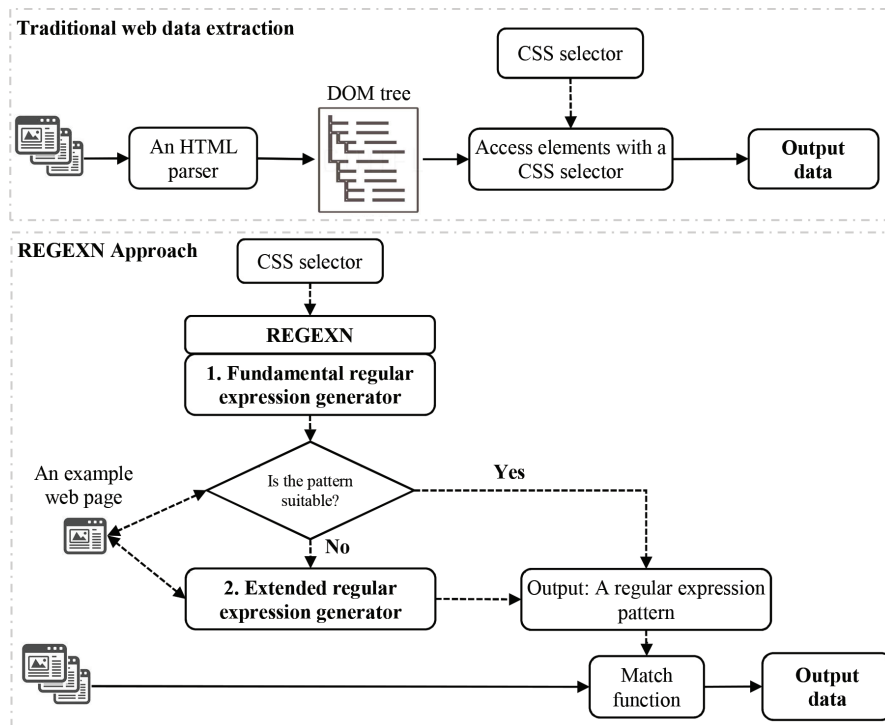 Traditional web data extraction
CSS selector
DOM tree
An HTML
parser
Access elements with a
CSS selector
Output
data
REGEXN Approach
CSS selector
REGEXN
1. Fundamental regular
expression generator
An example
web page
Is the pattern
suitable?
Yes
No
2. Extended regular
expression generator
Output: A regular expression
pattern
Match
function
Output
data